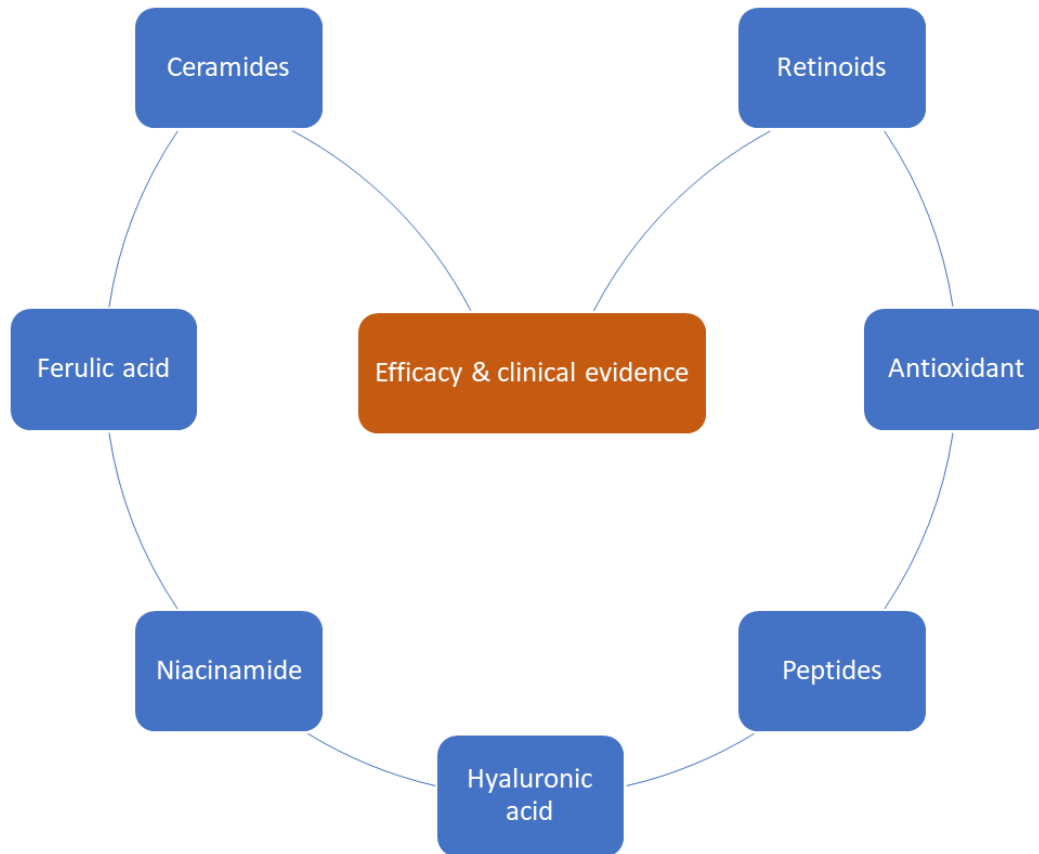 Ceramides
Retinoids
Ferulic acid
Efficacy & clinical evidence
Antioxidant
Niacinamide
Peptides
Hyaluronic
acid